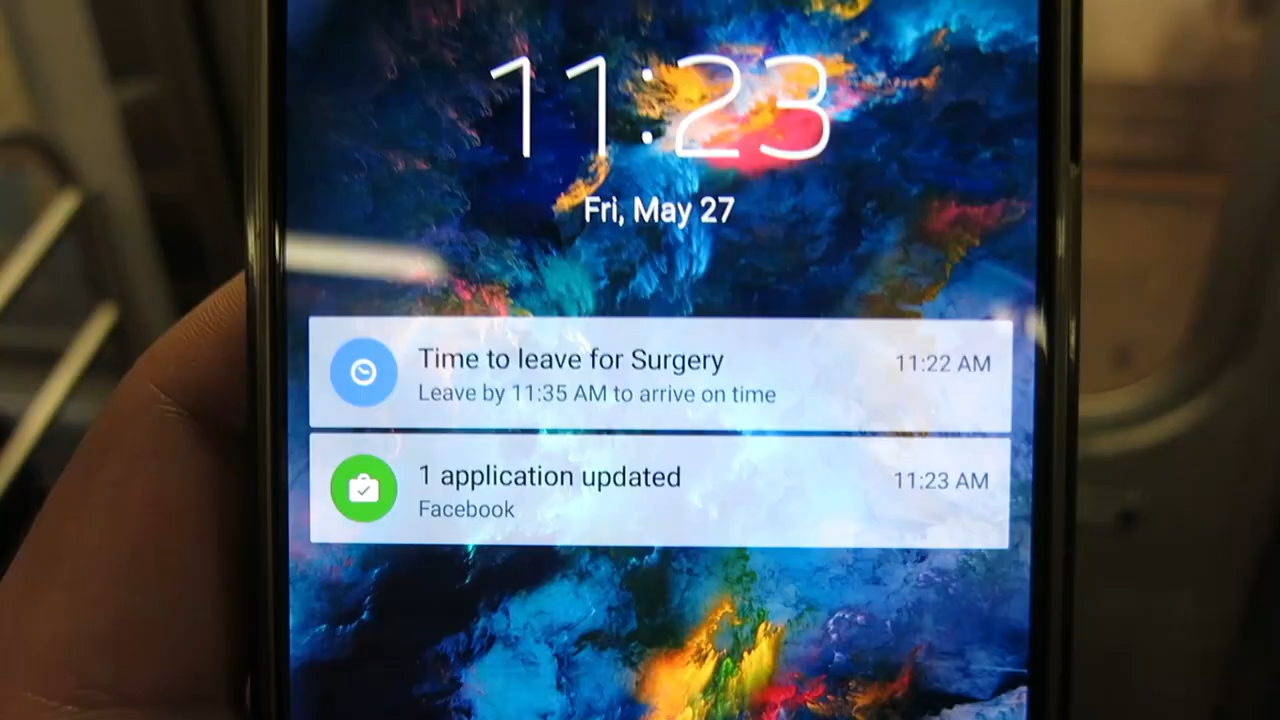 11:23
Fri, May 27
Time to leave for Surgery
11:22 AM
Leave by 11:35 AM to arrive on time
1 application updated
11:23 AM
Facebook